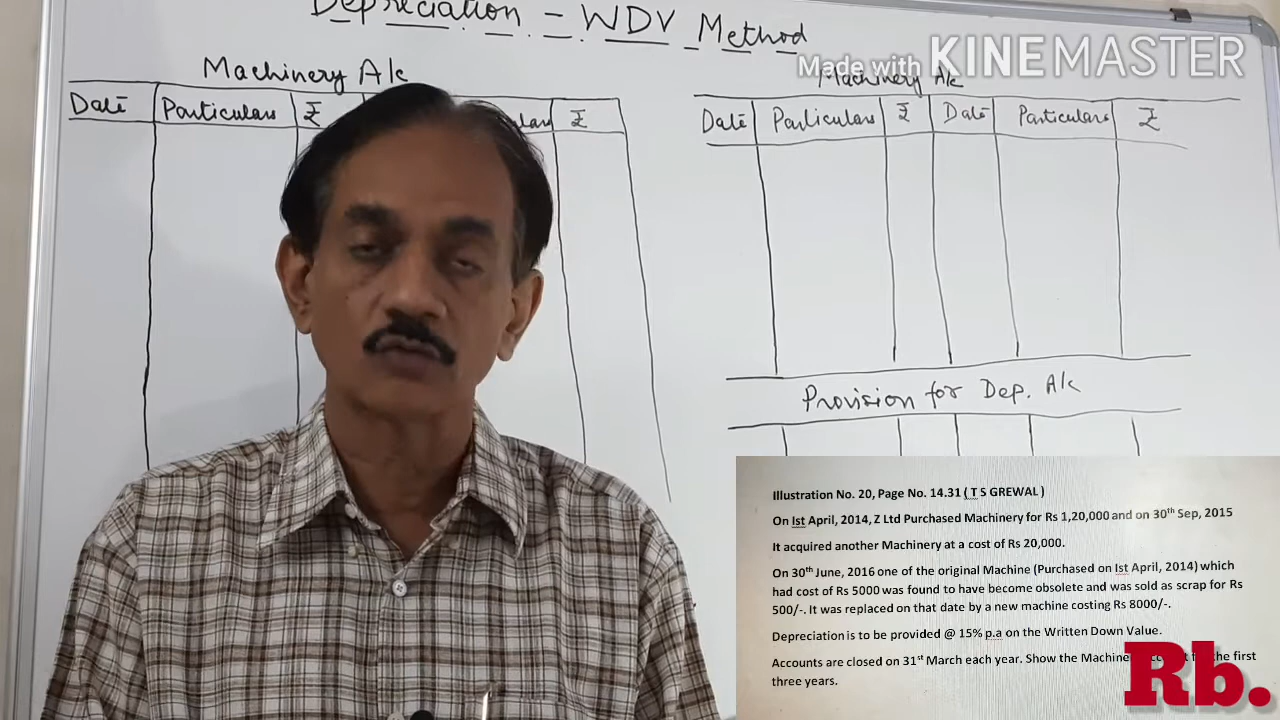 Depreciation - WDV Method
Made with KINEMASTER
Machinery A/c
Date Particulars ₹ ₹
Machinery A/c
Date Particulars ₹ Date Particulars ₹
Provision for Dep. A/c
Illustration No. 20, Page No. 14.31 ( T S GREWAL )
On Ist April, 2014, Z Ltd Purchased Machinery for Rs 1,20,000 and on 30th Sep, 2015
It acquired another Machinery at a cost of Rs 20,000.
On 30th June, 2016 one of the original Machine (Purchased on Ist April, 2014) which
had cost of Rs 5000 was found to have become obsolete and was sold as scrap for Rs
500/-. It was replaced on that date by a new machine costing Rs 8000/-.
Depreciation is to be provided @ 15% p.a on the Written Down Value.
Accounts are closed on 31st March each year. Show the the first
three years.
Rb.